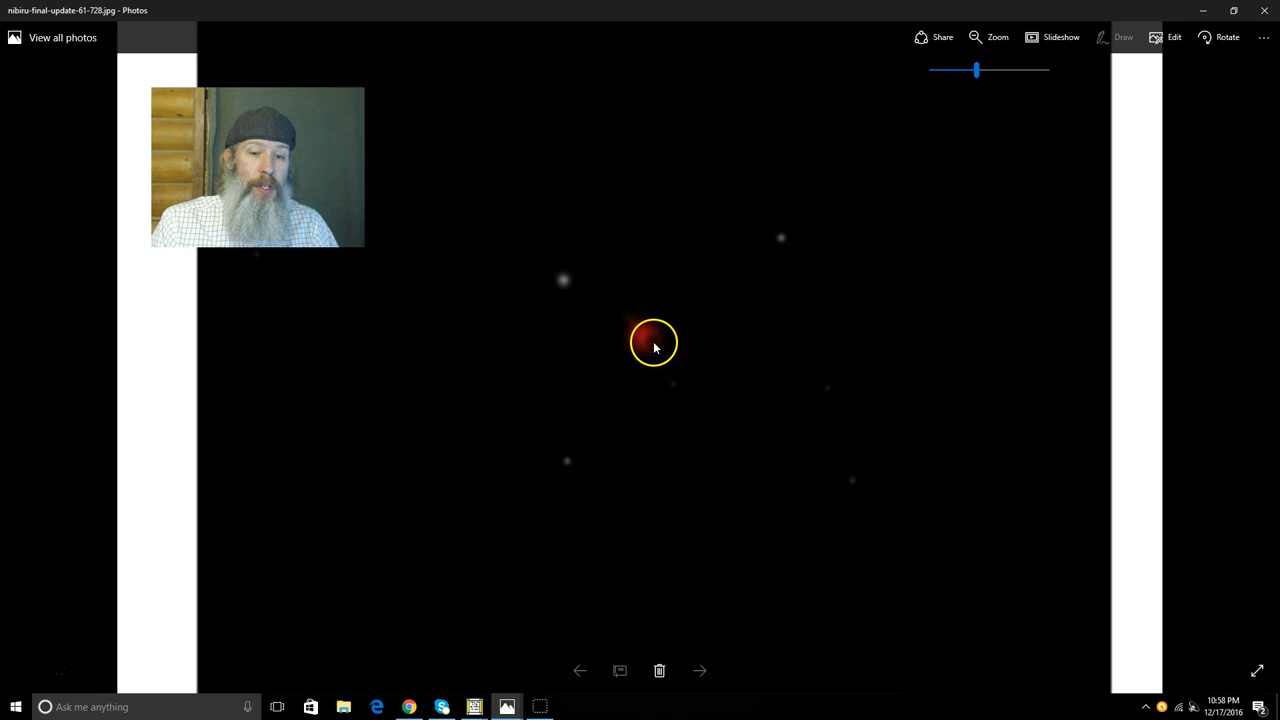 nibiru-final-update-61-728.jpg - Photos
View all photos
Share
Zoom
Slideshow
Draw
Edit
Rotate
Ask me anything
10:58 PM
12/17/2016
2